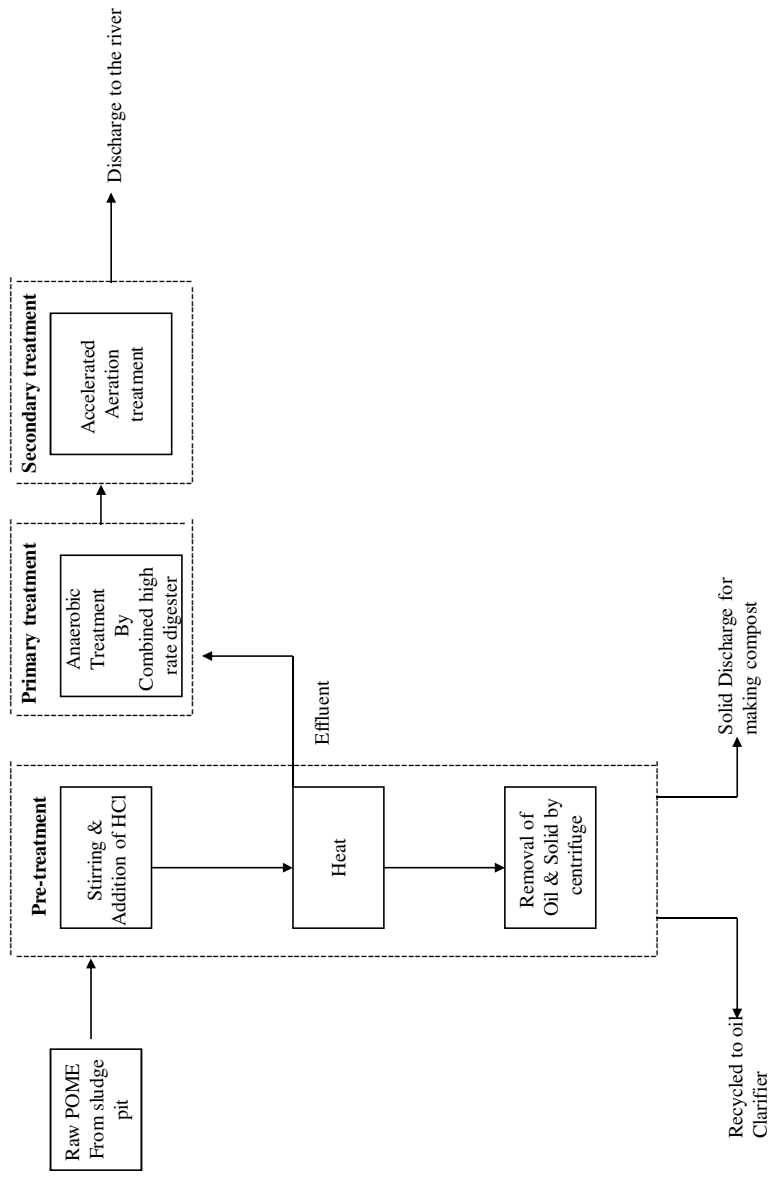 Raw POME
From sludge
pit
Pre-treatment
Stirring &
Addition of HCl
Heat
Removal of
Oil & Solid by
centrifuge
Recycled to oil
Clarifier
Solid Discharge for
making compost
Effluent
Primary treatment
Anaerobic
Treatment
By
Combined high
rate digester
Secondary treatment
Accelerated
Aeration
treatment
Discharge to the river